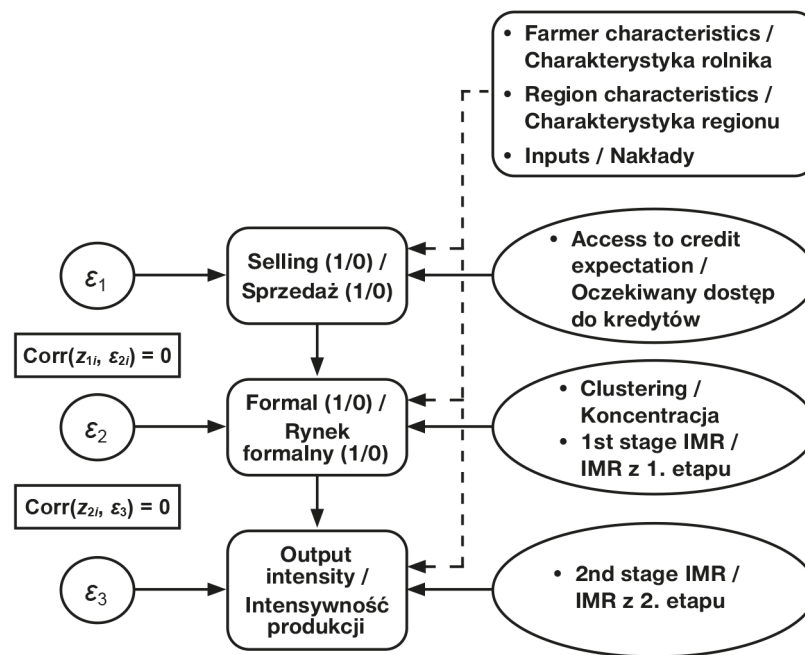 • Farmer characteristics /
Charakterystyka rolnika
• Region characteristics /
Charakterystyka regionu
• Inputs / Nakłady
ε1
Selling (1/0) /
Sprzedaż (1/0)
• Access to credit
expectation /
Oczekiwany dostęp
do kredytów
Corr(z1i, ε2i) = 0
ε2
Formal (1/0) /
Rynek
formalny (1/0)
• Clustering /
Koncentracja
• 1st stage IMR /
IMR z 1. etapu
Corr(z2i, ε3) = 0
ε3
Output
intensity /
Intensywność
produkcji
• 2nd stage IMR /
IMR z 2. etapu